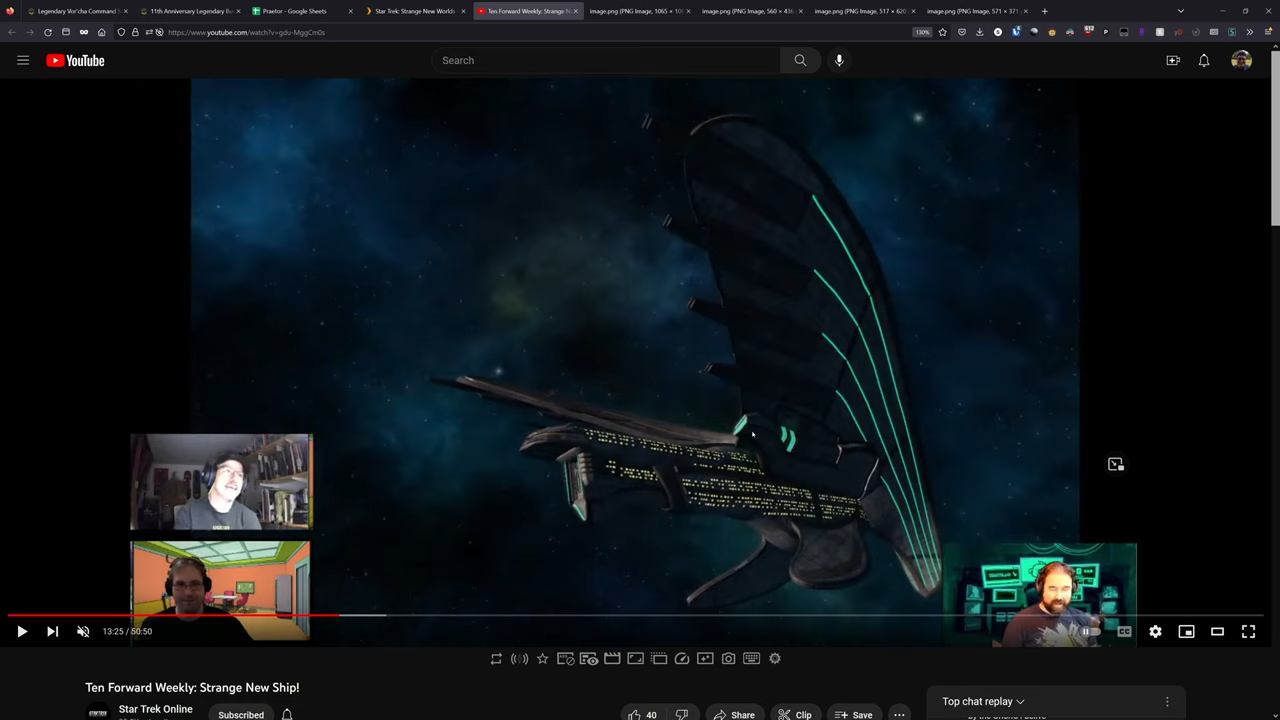 Legendary Vor'cha Command S
11th Anniversary Legendary Bu
Praetor - Google Sheets
Star Trek: Strange New Worlds
Ten Forward Weekly: Strange Ne
image.png (PNG Image, 1065 × 10
image.png (PNG Image, 560 × 436
image.png (PNG Image, 517 × 620
image.png (PNG Image, 571 × 371
https://www.youtube.com/watch?v=gdu-MggCm0s
130%
YouTube
Search
13:25 / 50:50
CC
Ten Forward Weekly: Strange New Ship!
Star Trek Online
Subscribed
40
Share
Clip
Save
Top chat replay